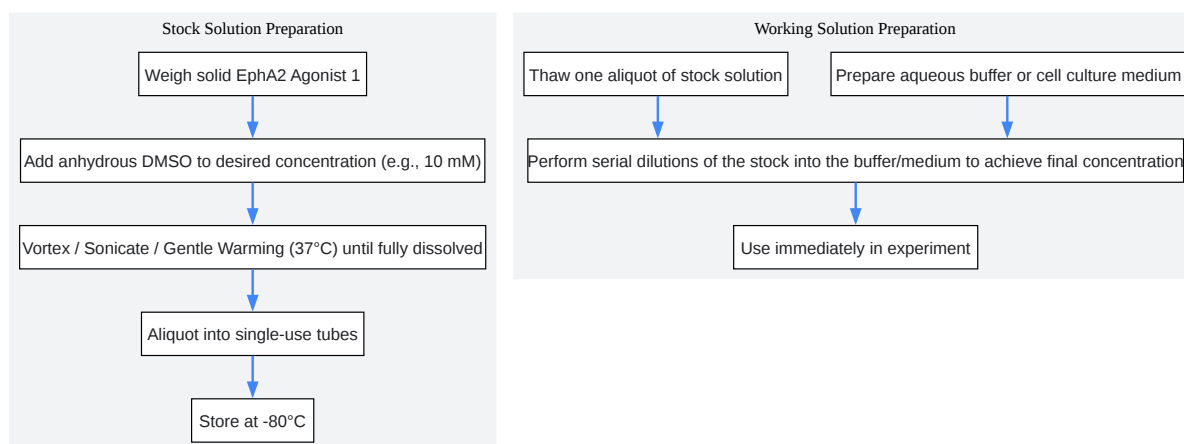 Stock Solution Preparation
Weigh solid EphA2 Agonist 1
Add anhydrous DMSO to desired concentration (e.g., 10 mM)
Vortex / Sonicate / Gentle Warming (37°C) until fully dissolved
Aliquot into single-use tubes
Store at -80°C
Working Solution Preparation
Thaw one aliquot of stock solution
Prepare aqueous buffer or cell culture medium
Perform serial dilutions of the stock into the buffer/medium to achieve final concentration
Use immediately in experiment